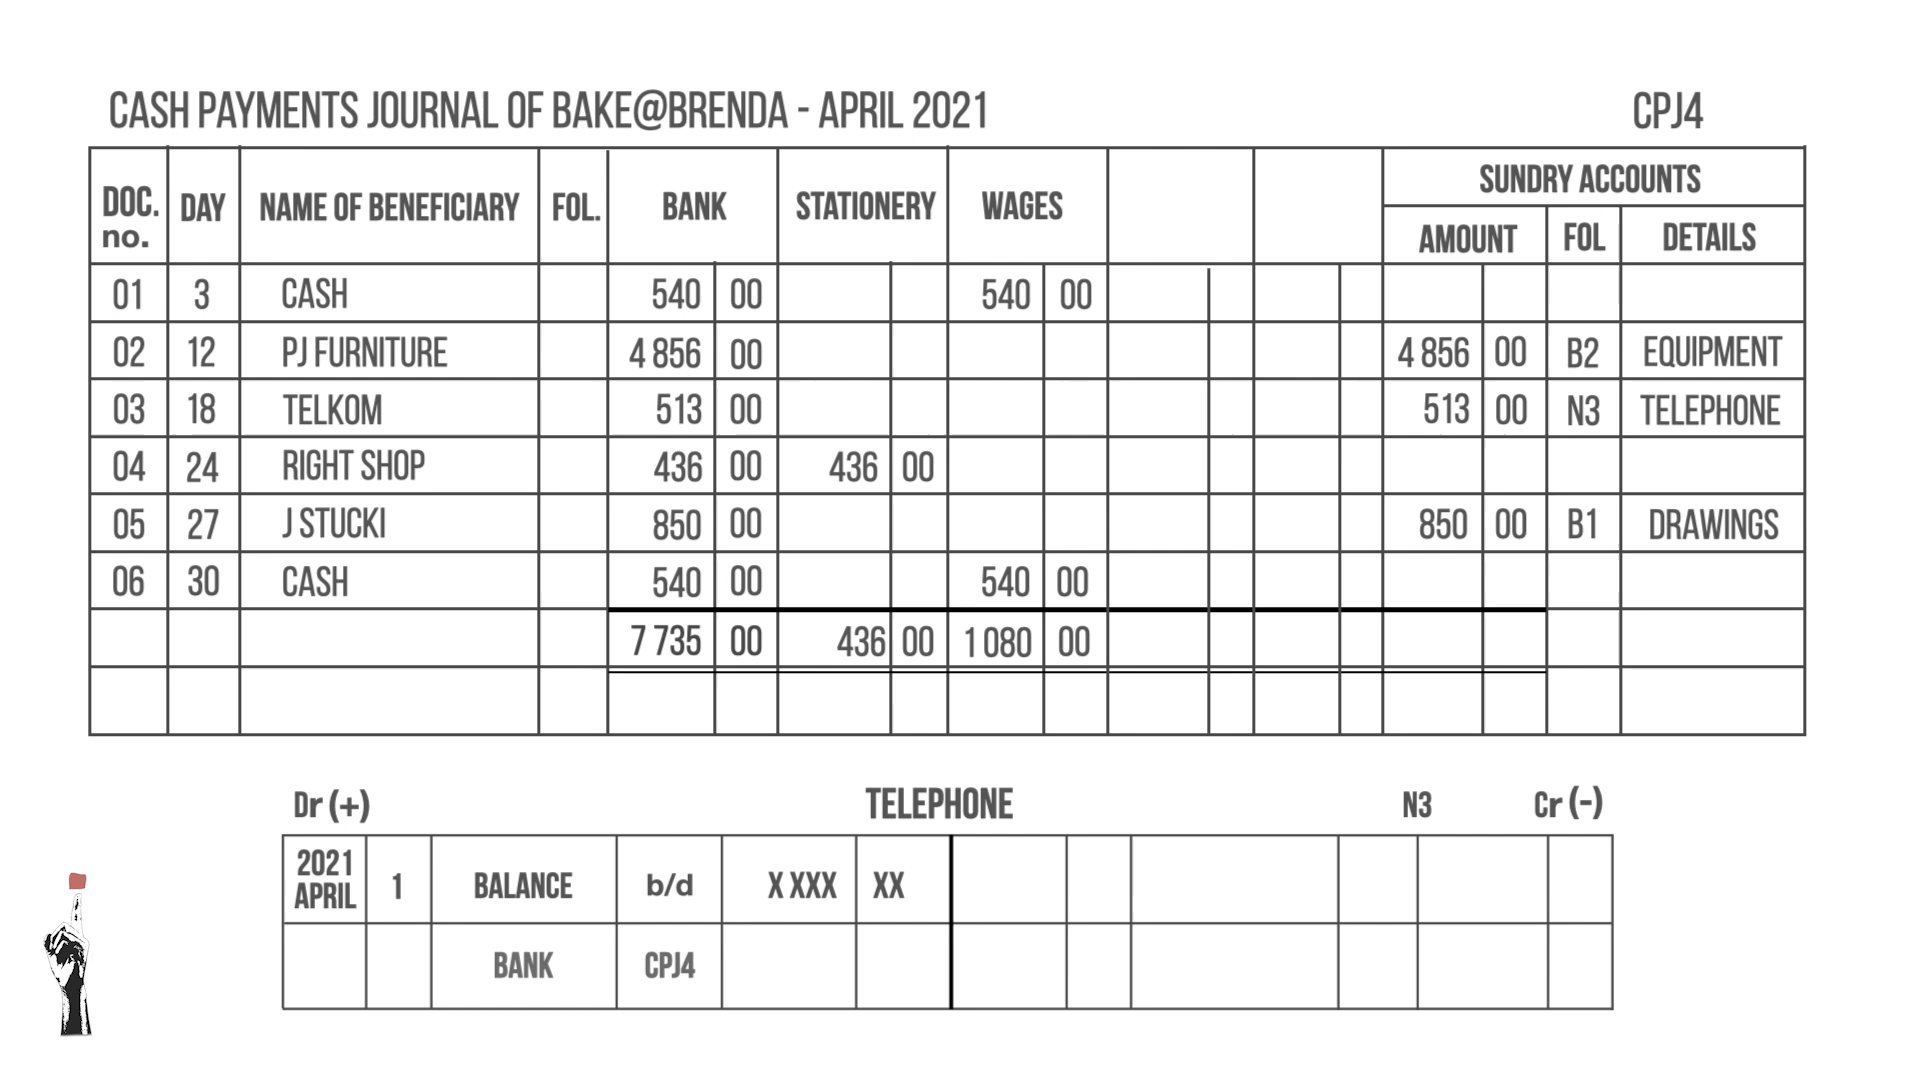 CASH PAYMENTS JOURNAL OF BAKE@BRENDA - APRIL 2021 CPJ4
SUNDRY ACCOUNTS
DOC. no. DAY NAME OF BENEFICIARY FOL. BANK STATIONERY WAGES AMOUNT FOL DETAILS
01 3 CASH 540 00 540 00
02 12 PJ FURNITURE 4 856 00 4 856 00 B2 EQUIPMENT
03 18 TELKOM 513 00 513 00 N3 TELEPHONE
04 24 RIGHT SHOP 436 00 436 00
05 27 J STUCKI 850 00 850 00 B1 DRAWINGS
06 30 CASH 540 00 540 00
7 735 00 436 00 1 080 00
Dr (+) TELEPHONE N3 Cr (-)
2021 APRIL 1 BALANCE b/d X XXX XX
BANK CPJ4